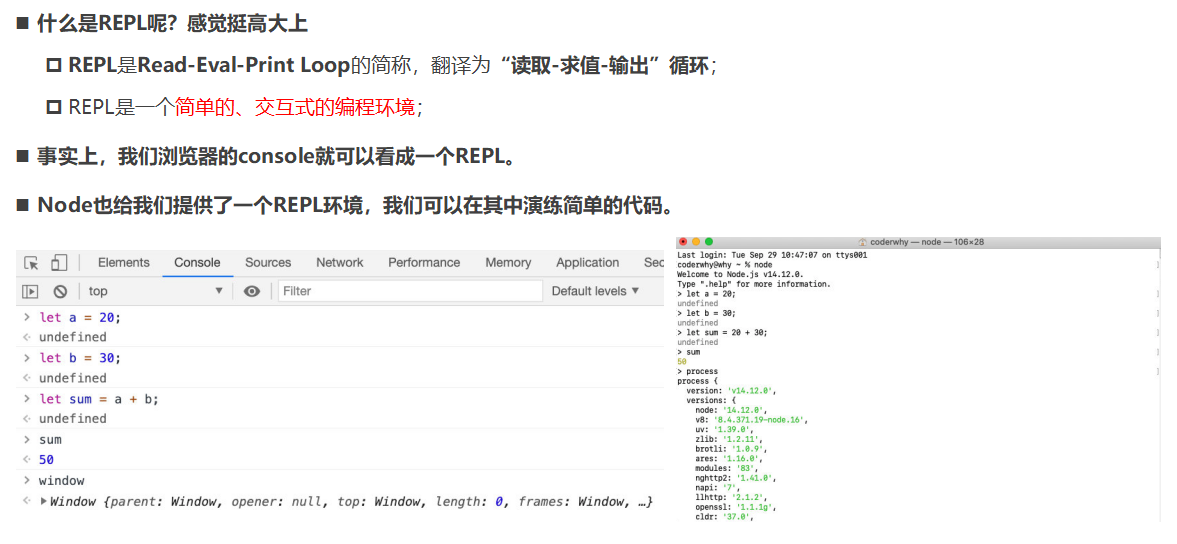 什么是REPL呢？感觉挺高大上
REPL是Read-Eval-Print Loop的简称，翻译为“读取-求值-输出”循环；
REPL是一个简单的、交互式的编程环境；
事实上，我们浏览器的console就可以看成一个REPL。
Node也给我们提供了一个REPL环境，我们可以在其中演练简单的代码。
Elements Console Sources Network Performance Memory Application Sec
top Filter Default levels
> let a = 20;
undefined
> let b = 30;
undefined
> let sum = a + b;
undefined
> sum
50
> window
Window {parent: Window, opener: null, top: Window, length: 0, frames: Window, …}
coderwhy — node — 106×28
Last login: Tue Sep 29 10:47:07 on ttys001
coderwhy@why ~ % node
Welcome to Node.js v14.12.0.
Type ".help" for more information.
> let a = 20;
undefined
> let b = 30;
undefined
> let sum = 20 + 30;
undefined
> sum
50
> process
process {
version: 'v14.12.0',
versions: {
node: '14.12.0',
v8: '8.4.371.19-node.16',
uv: '1.39.0',
zlib: '1.2.11',
brotli: '1.0.9',
ares: '1.16.0',
modules: '83',
nghttp2: '1.41.0',
napi: '7',
llhttp: '2.1.2',
openssl: '1.1.1g',
cldr: '37.0',